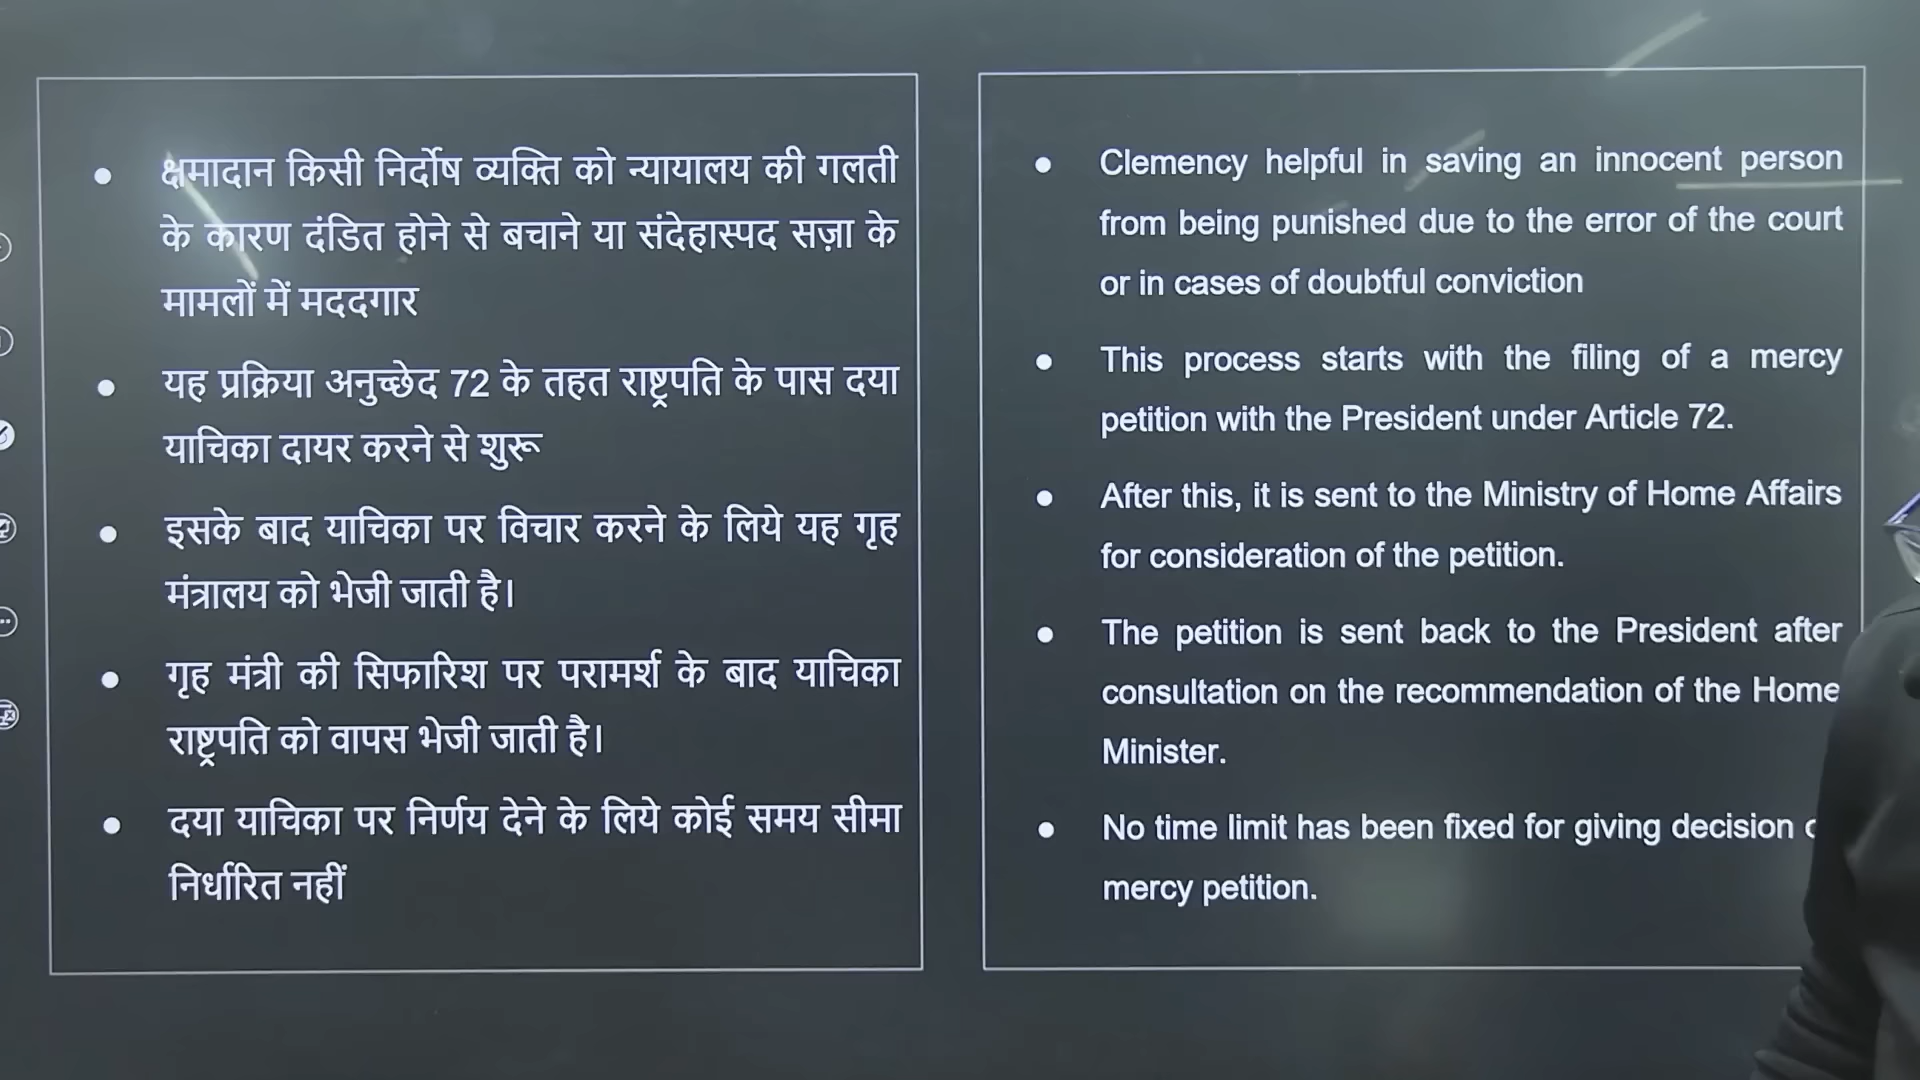 क्षमादान किसी निर्दोष व्यक्ति को न्यायालय की गलती
के कारण दंडित होने से बचाने या संदेहास्पद सज़ा के
मामलों में मददगार
यह प्रक्रिया अनुच्छेद 72 के तहत राष्ट्रपति के पास दया
याचिका दायर करने से शुरू
इसके बाद याचिका पर विचार करने के लिये यह गृह
मंत्रालय को भेजी जाती है।
गृह मंत्री की सिफारिश पर परामर्श के बाद याचिका
राष्ट्रपति को वापस भेजी जाती है।
दया याचिका पर निर्णय देने के लिये कोई समय सीमा
निर्धारित नहीं
Clemency helpful in saving an innocent person
from being punished due to the error of the court
or in cases of doubtful conviction
This process starts with the filing of a mercy
petition with the President under Article 72.
After this, it is sent to the Ministry of Home Affairs
for consideration of the petition.
The petition is sent back to the President after
consultation on the recommendation of the Home
Minister.
No time limit has been fixed for giving decision
mercy petition.